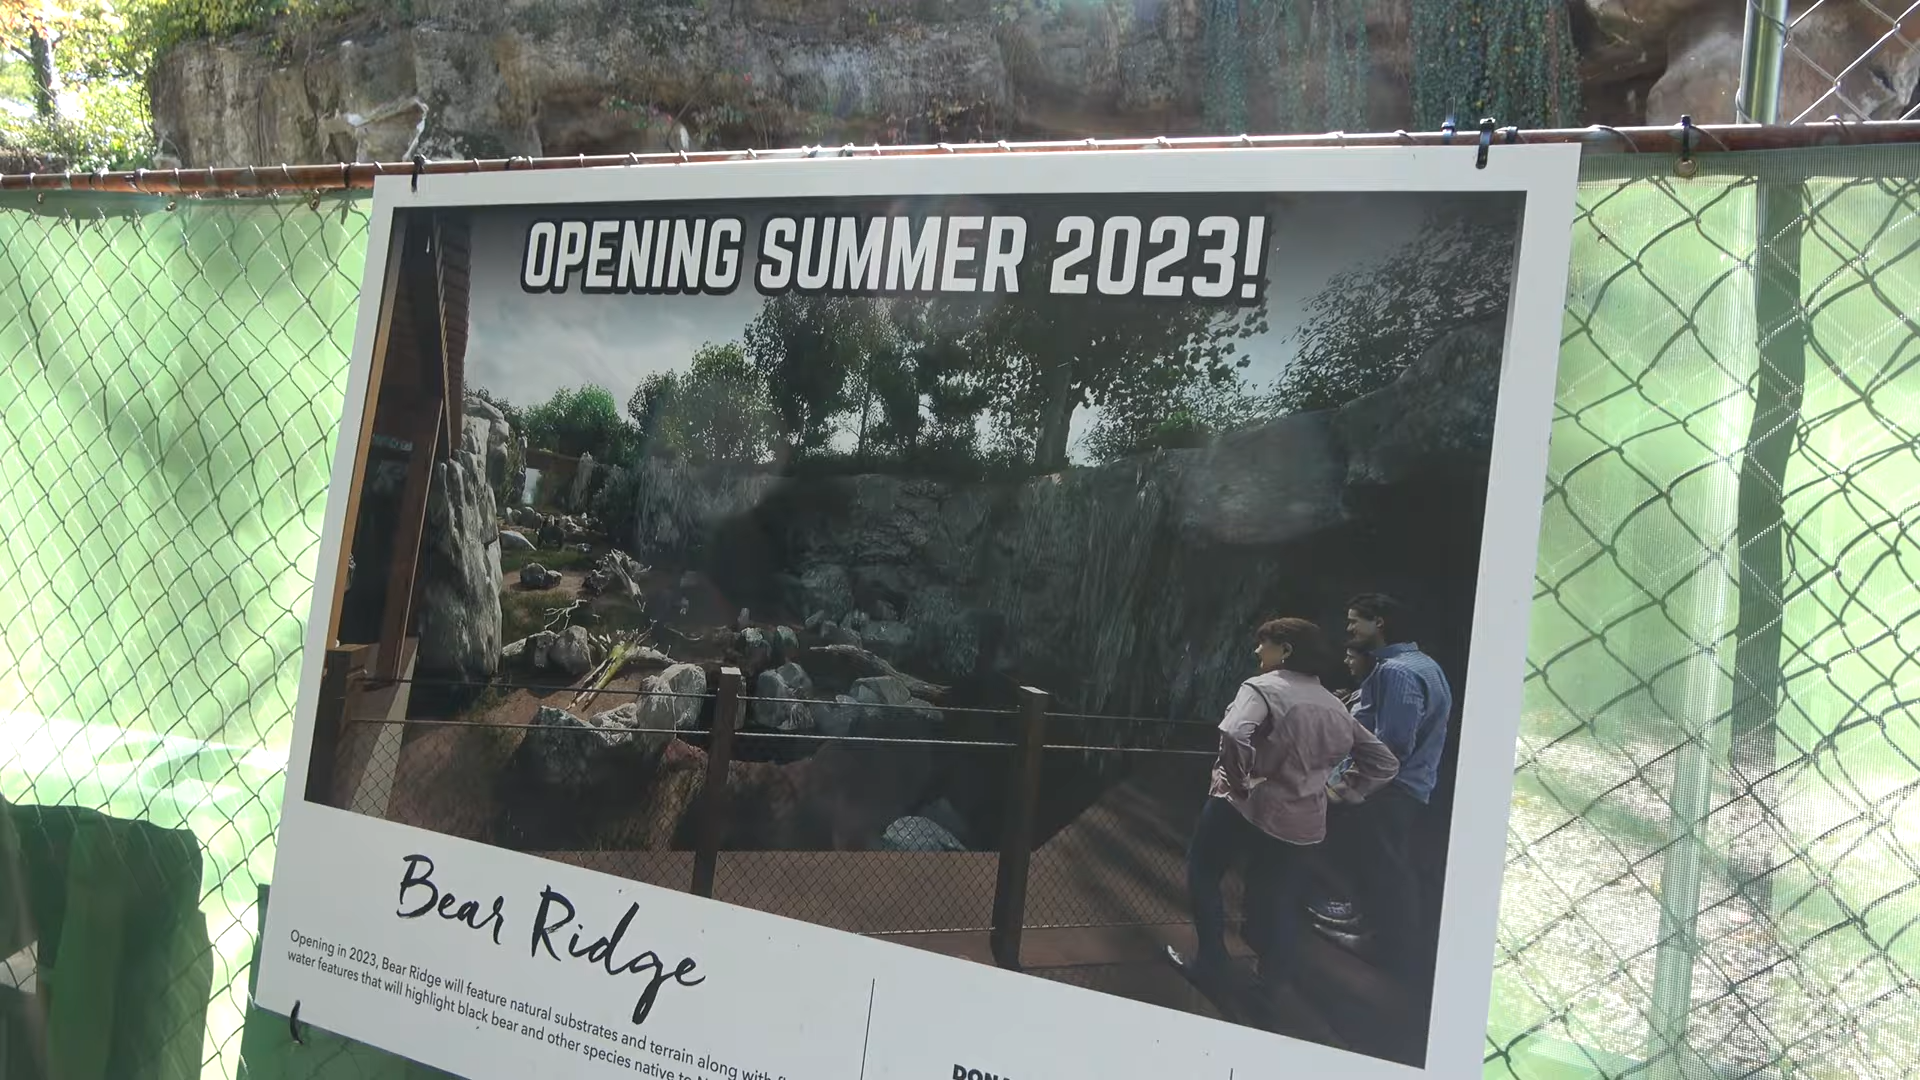 OPENING SUMMER 2023!
Bear Ridge
Opening in 2023, Bear Ridge will feature natural substrates and terrain along with
water features that will highlight black bear and other species native to